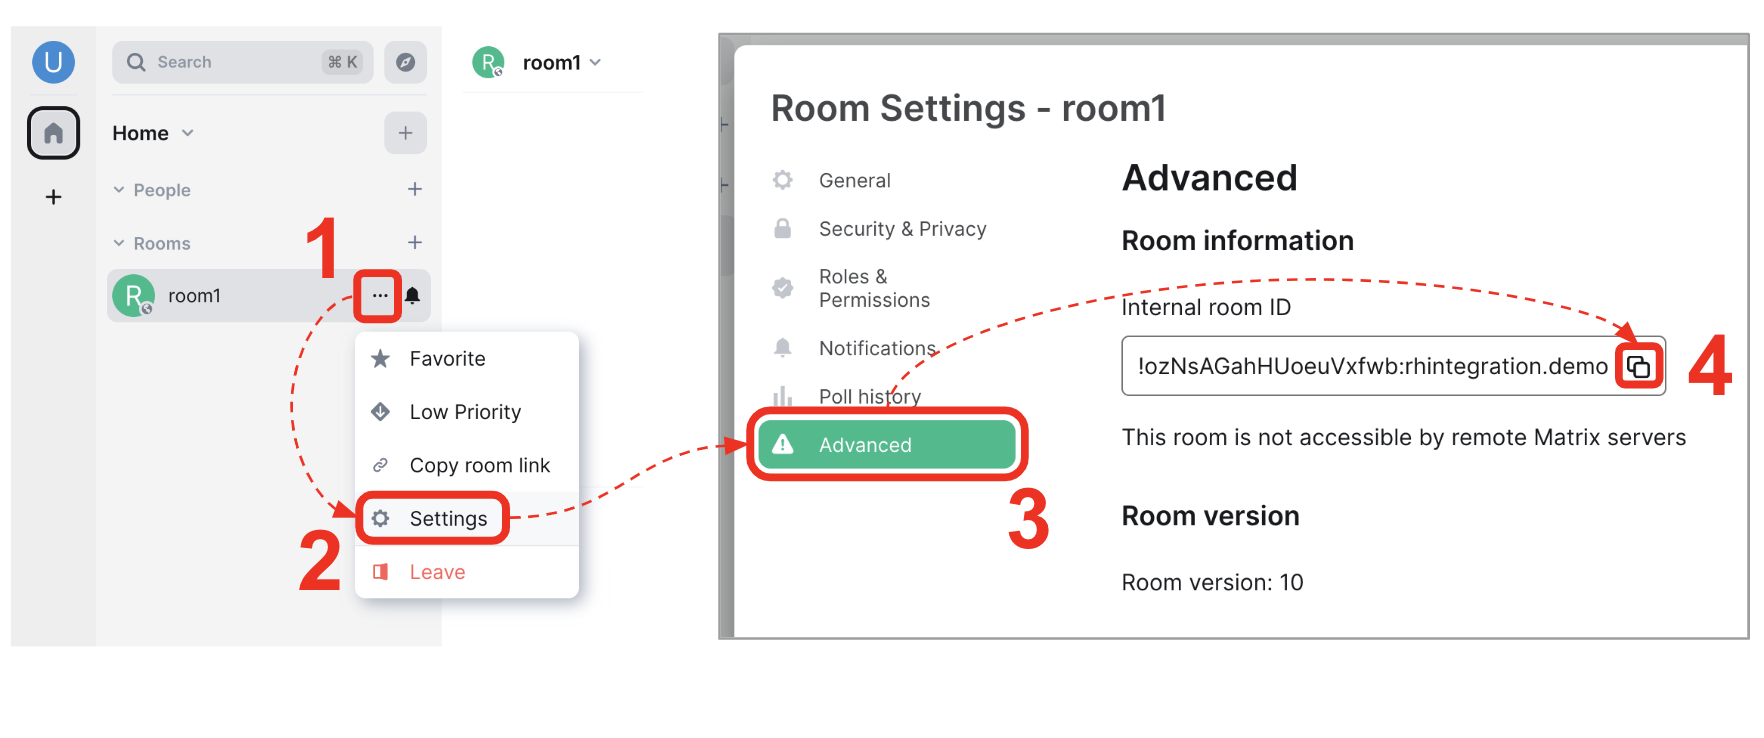 U
Search
⌘ K
R
room1
Home
People
Rooms
1
R
room1
...
Favorite
Low Priority
Copy room link
2
Settings
Leave
Room Settings - room1
General
Security & Privacy
Roles &
Permissions
Notifications
Poll history
Advanced
3
Advanced
Room information
Internal room ID
!ozNsAGahHUoeuVxfwb:rhintegration.demo
4
This room is not accessible by remote Matrix servers
Room version
Room version: 10